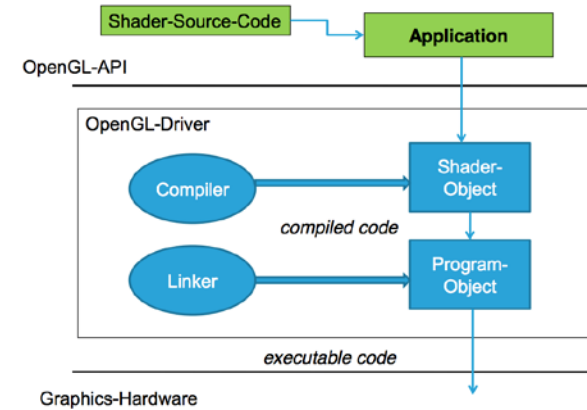 Shader-Source-Code
Application
OpenGL-API
OpenGL-Driver
Compiler
Shader-
Object
compiled code
Linker
Program-
Object
executable code
Graphics-Hardware